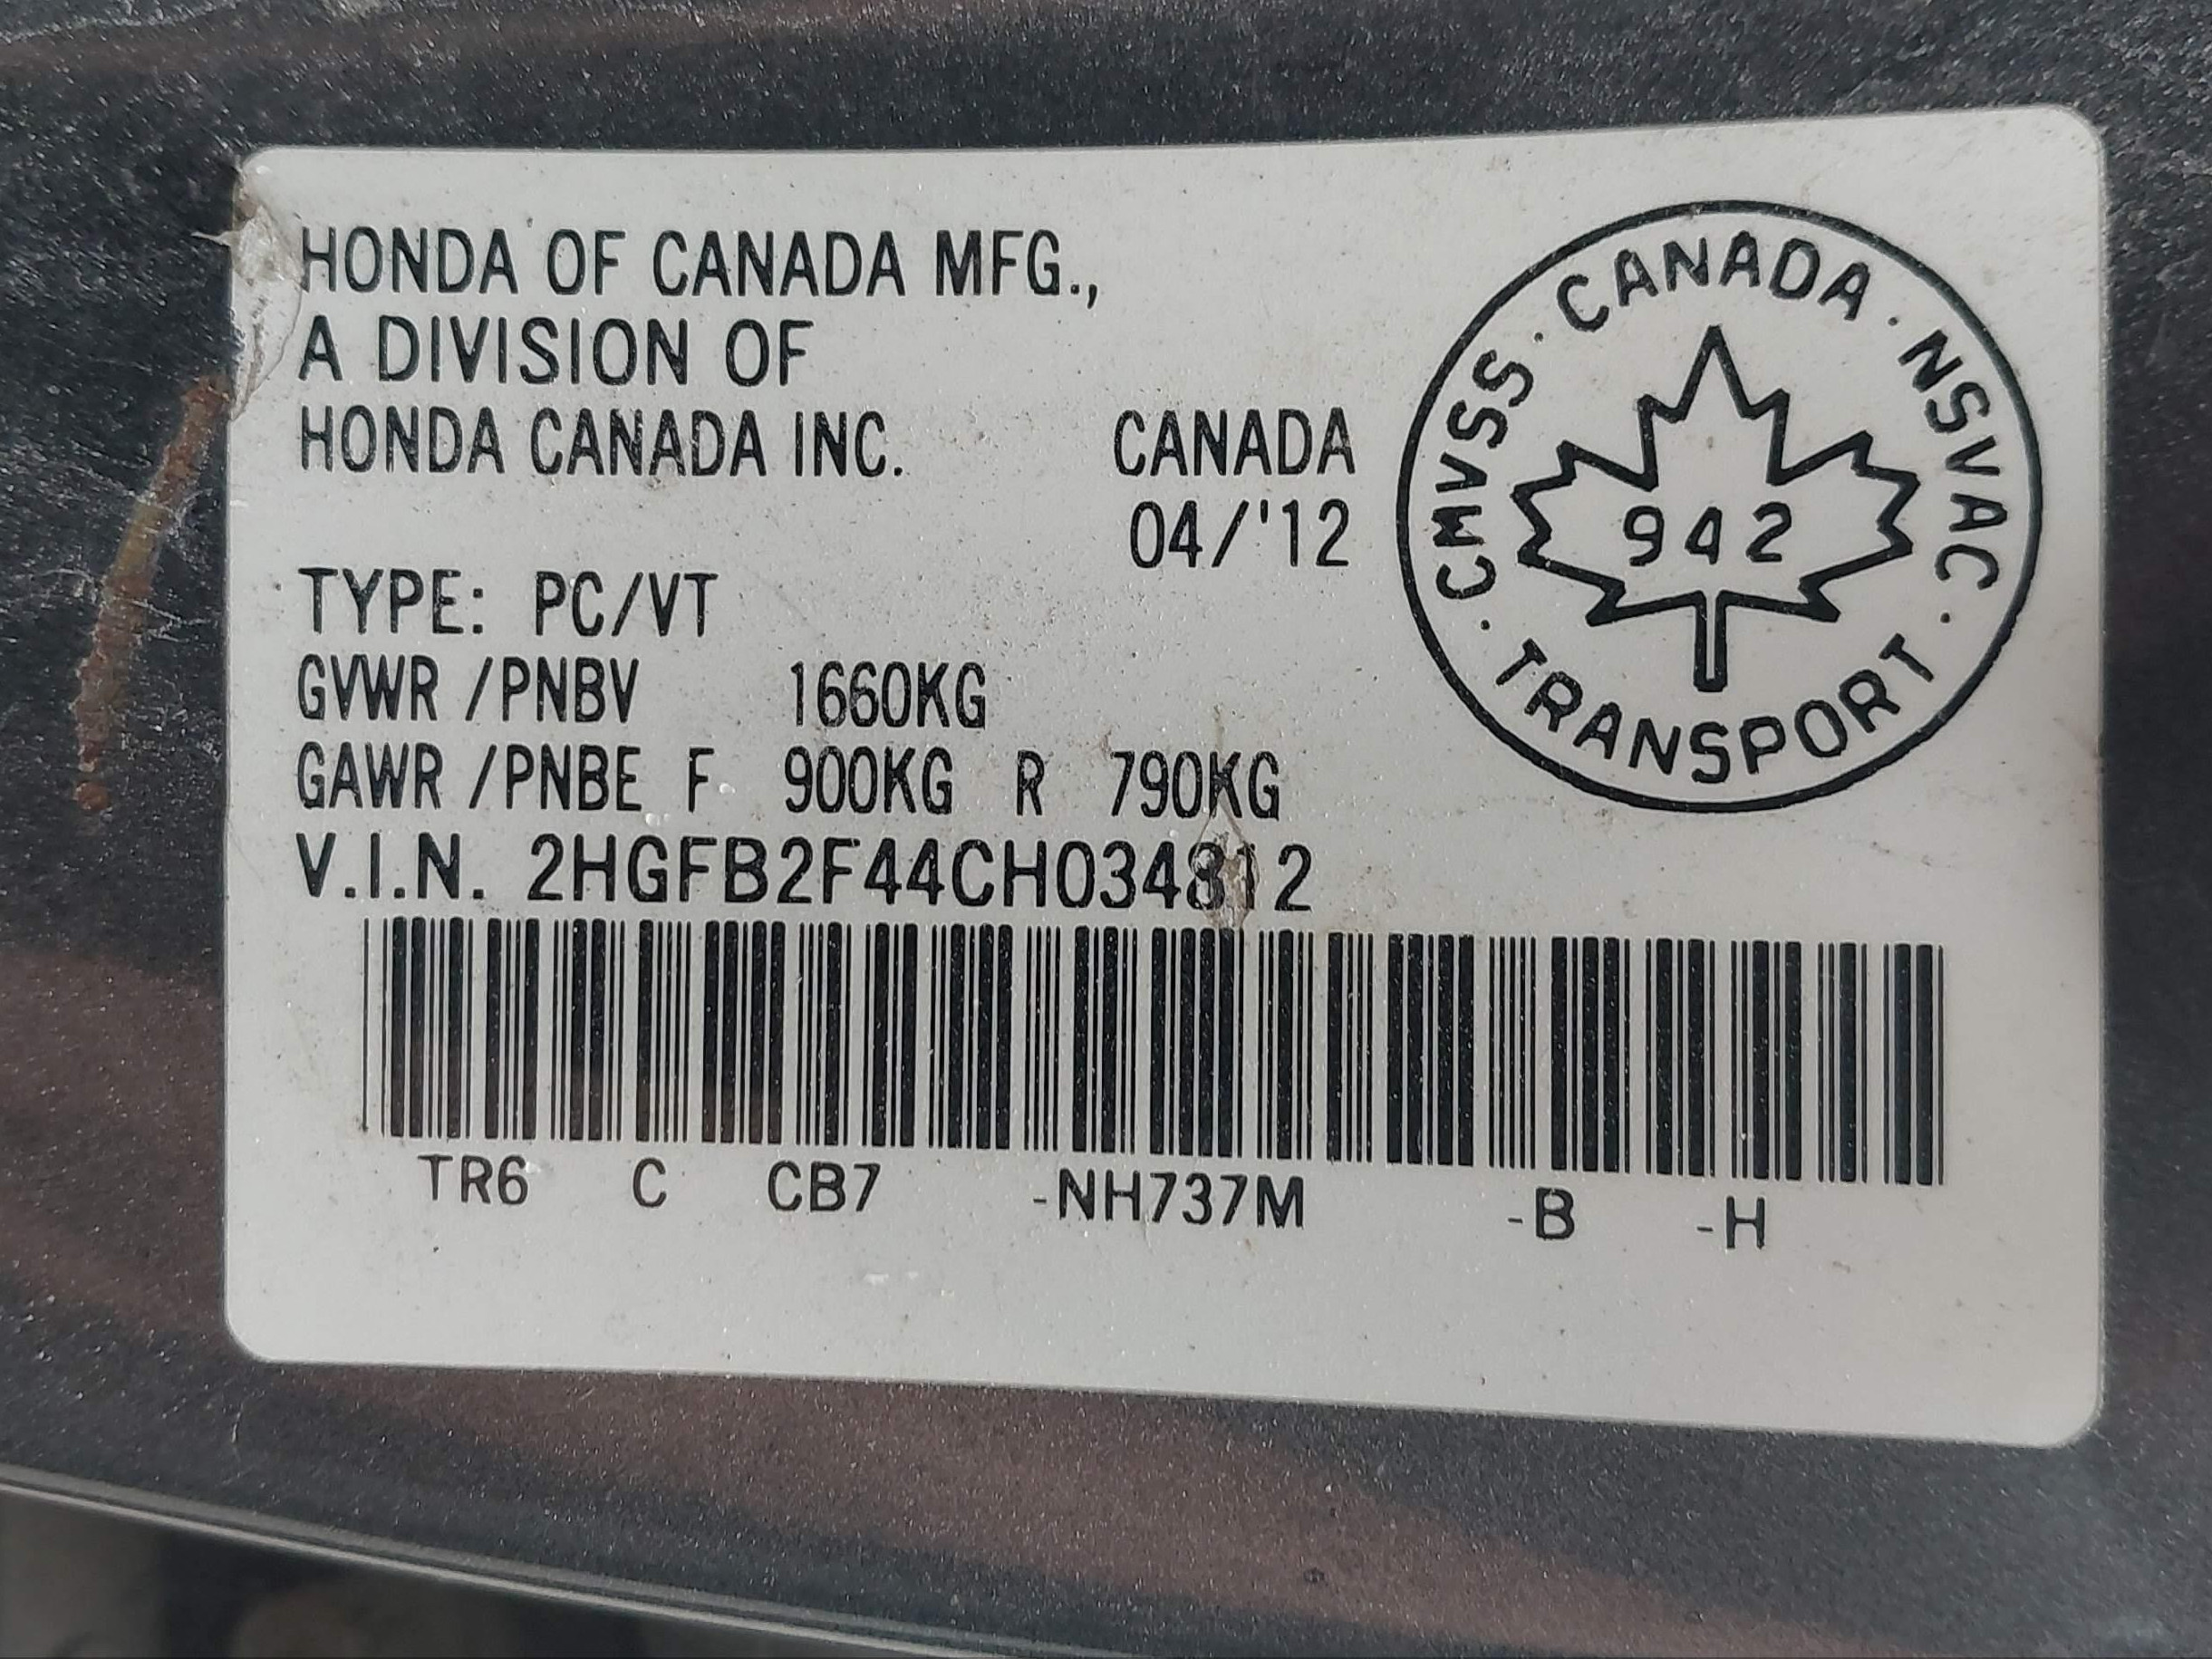 HONDA OF CANADA MFG.,
A DIVISION OF
HONDA CANADA INC.
CANADA
04/'12
TYPE: PC/VT
GVWR /PNBV 1660KG
GAWR /PNBE F 900KG R 790KG
V.I.N. 2HGFB2F44CH034812
TR6 C CB7 -NH737M -B -H
CMVSS · CANADA · NSVAC · TRANSPORT ·
942